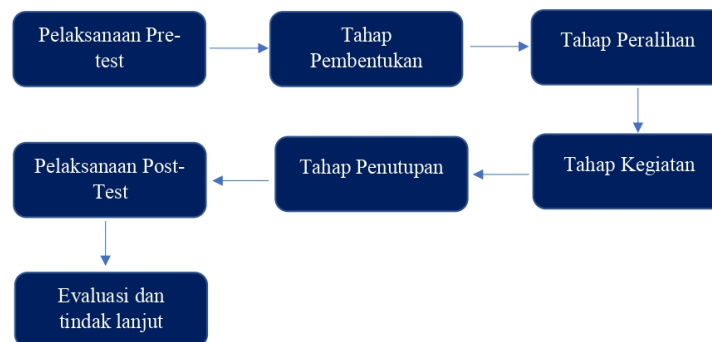 Pelaksanaan Pre-
test
Tahap
Pembentukan
Tahap Peralihan
Tahap Kegiatan
Tahap Penutupan
Pelaksanaan Post-
Test
Evaluasi dan
tindak lanjut